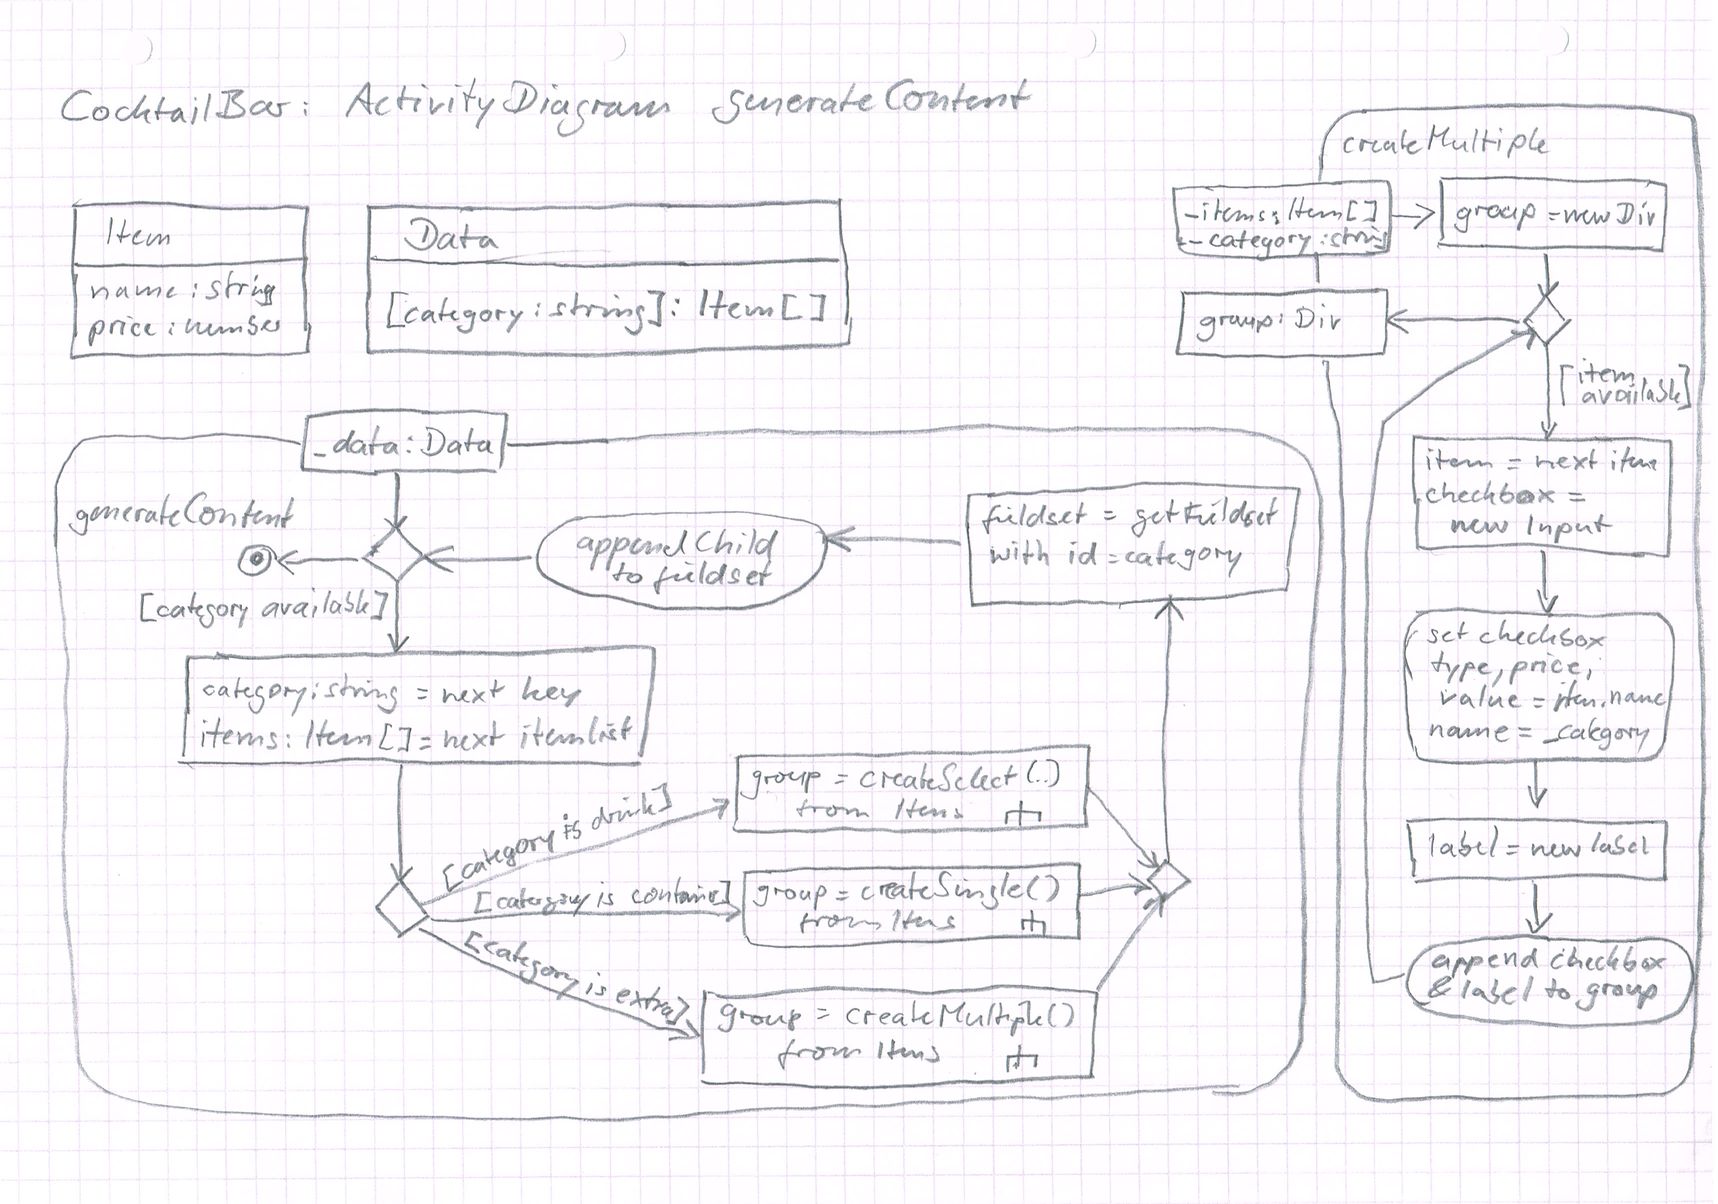 CocktailBar: ActivityDiagram generateContent
Item
name: string
price: number
Data
[category: string]: Item[]
_data: Data
generateContent
[category available]
appendChild
to fieldset
fieldset = getFieldset
with id = category
category: string = next key
items: Item[] = next itemlist
[category is drink]
[category is container]
[category is extra]
group = createSelect(..)
from Items
group = createSingle()
from Items
group = createMultiple()
from Items
createMultiple
_items: Item[]
_category: string
group = new Div
group: Div
[item
available]
item = next item
checkbox =
new Input
set checkbox
type, price,
value = item.name
name = _category
label = new label
append checkbox
& label to group